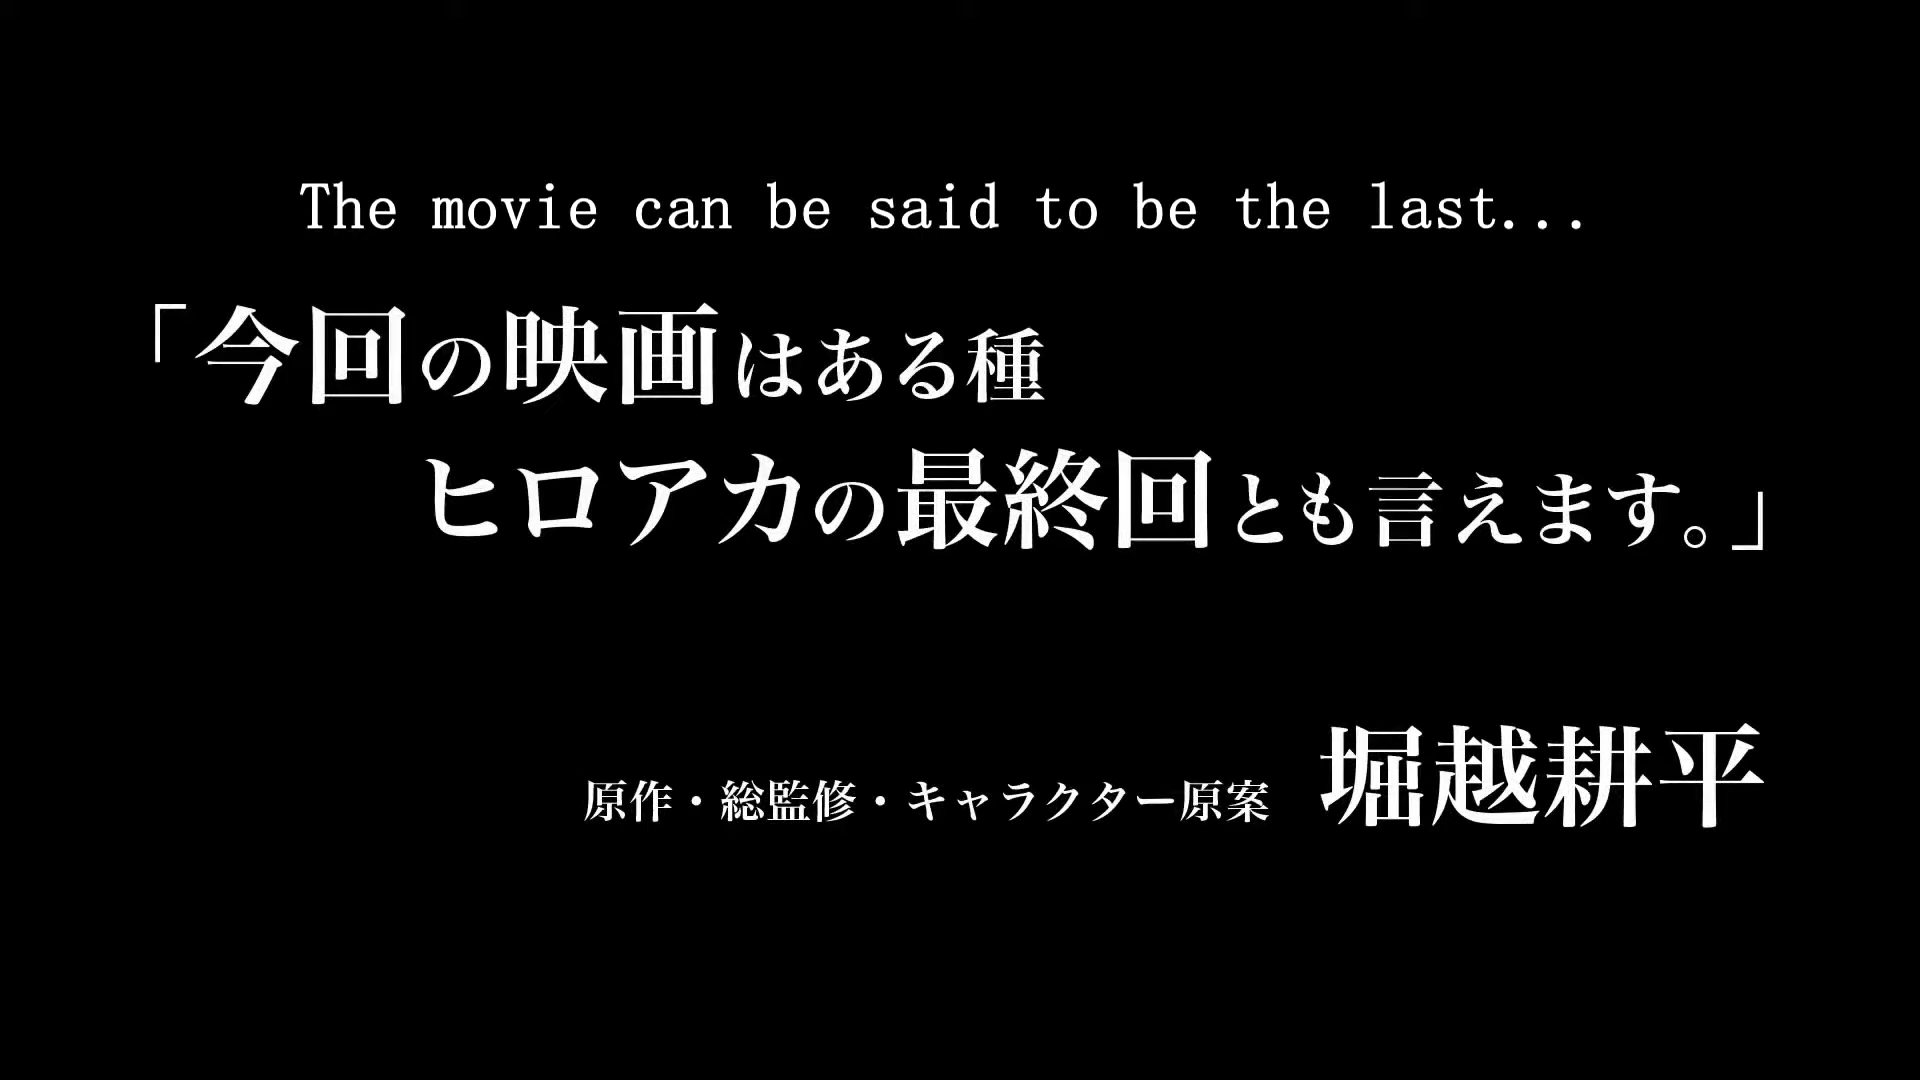 The movie can be said to be the last...
「今回の映画はある種
ヒロアカの最終回とも言えます。」
原作・総監修・キャラクター原案 堀越耕平